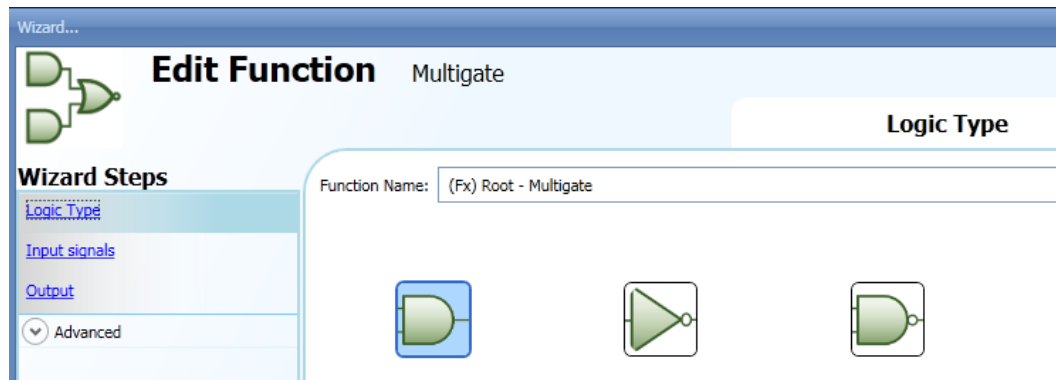 Wizard...
Edit Function Multigate
Logic Type
Wizard Steps
Function Name: (Fx) Root - Multigate
Logic Type
Input signals
Output
Advanced